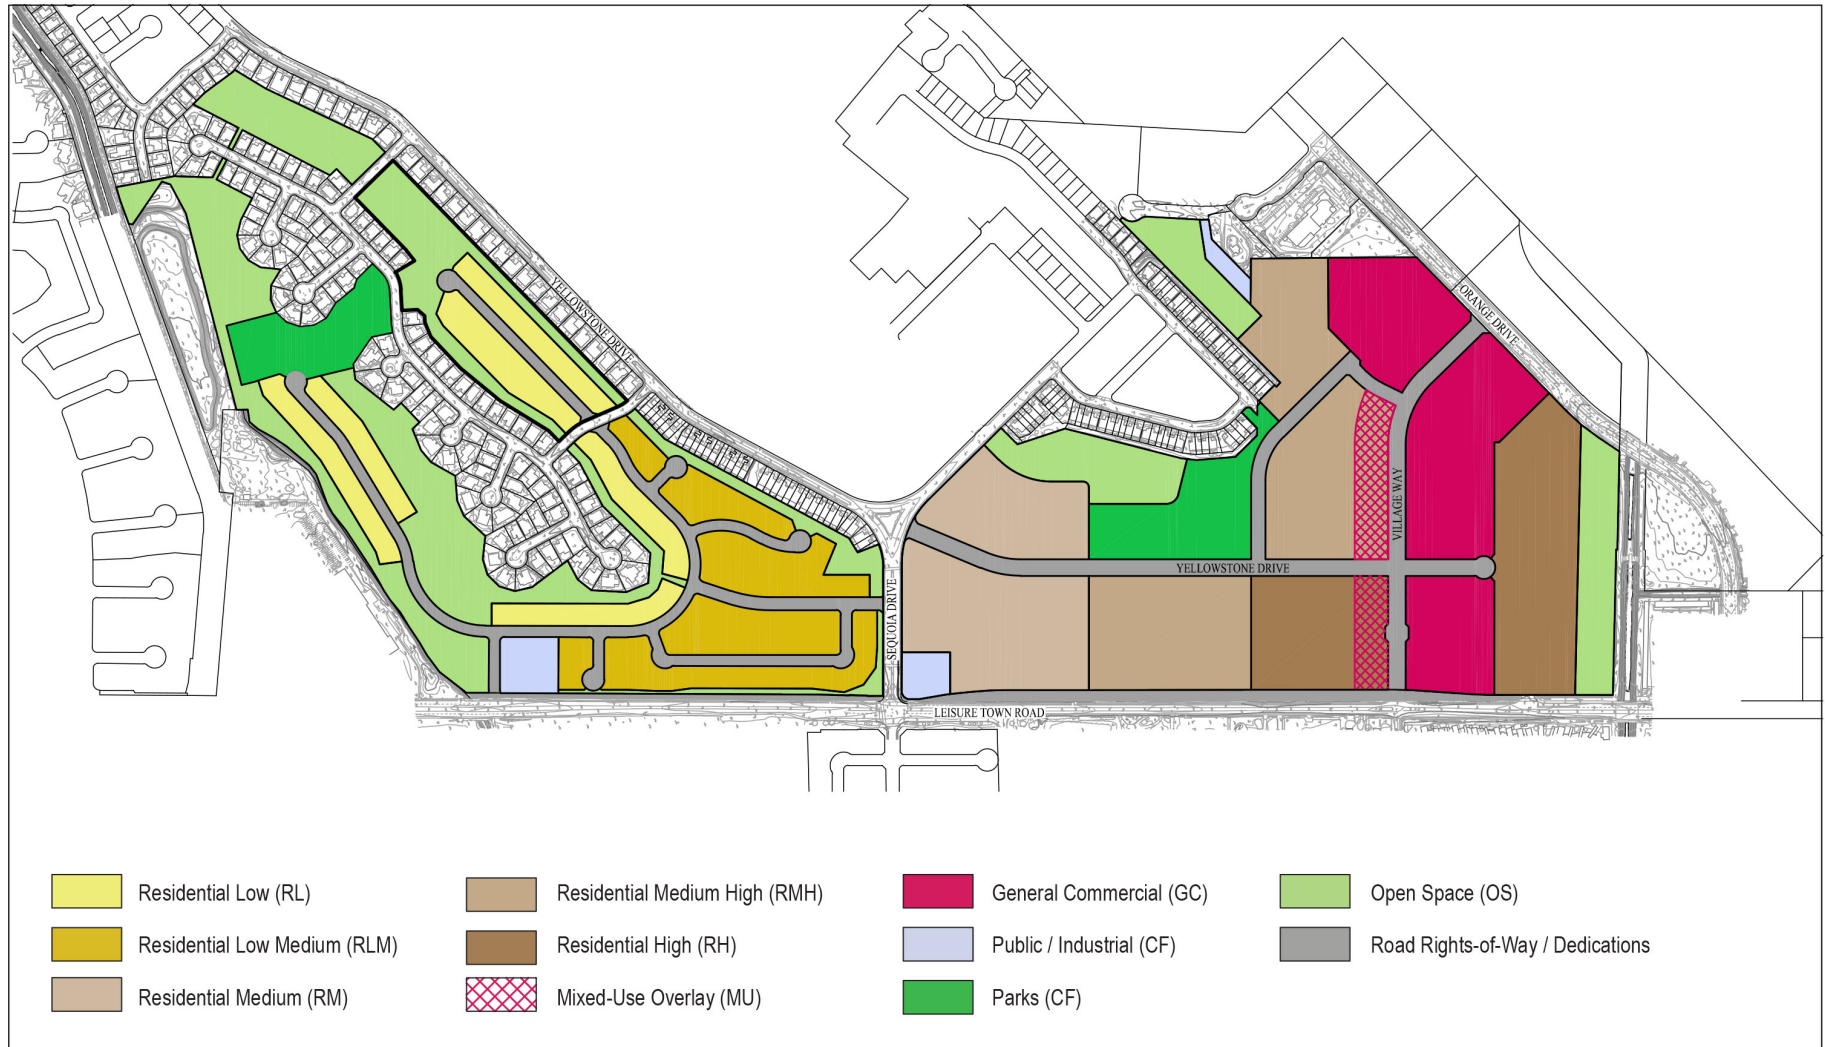 YELLOWSTONE DRIVE
ORANGE DRIVE
VILLAGE WAY
YELLOWSTONE DRIVE
SEQUOIA DRIVE
LEISURE TOWN ROAD
Residential Low (RL)
Residential Low Medium (RLM)
Residential Medium (RM)
Residential Medium High (RMH)
Residential High (RH)
Mixed-Use Overlay (MU)
General Commercial (GC)
Public / Industrial (CF)
Parks (CF)
Open Space (OS)
Road Rights-of-Way / Dedications